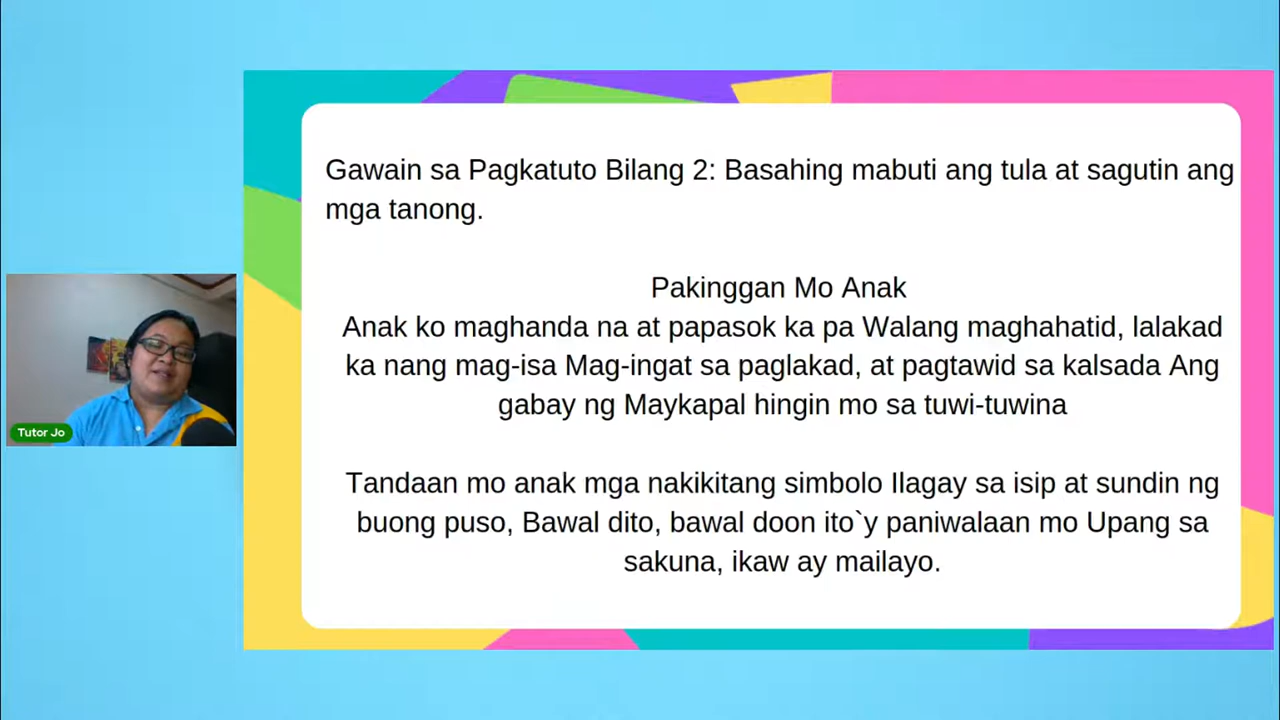 Gawain sa Pagkatuto Bilang 2: Basahing mabuti ang tula at sagutin ang
mga tanong.
Pakinggan Mo Anak
Anak ko maghanda na at papasok ka pa Walang maghahatid, lalakad
ka nang mag-isa Mag-ingat sa paglakad, at pagtawid sa kalsada Ang
gabay ng Maykapal hingin mo sa tuwi-tuwina
Tandaan mo anak mga nakikitang simbolo Ilagay sa isip at sundin ng
buong puso, Bawal dito, bawal doon ito`y paniwalaan mo Upang sa
sakuna, ikaw ay mailayo.
Tutor Jo